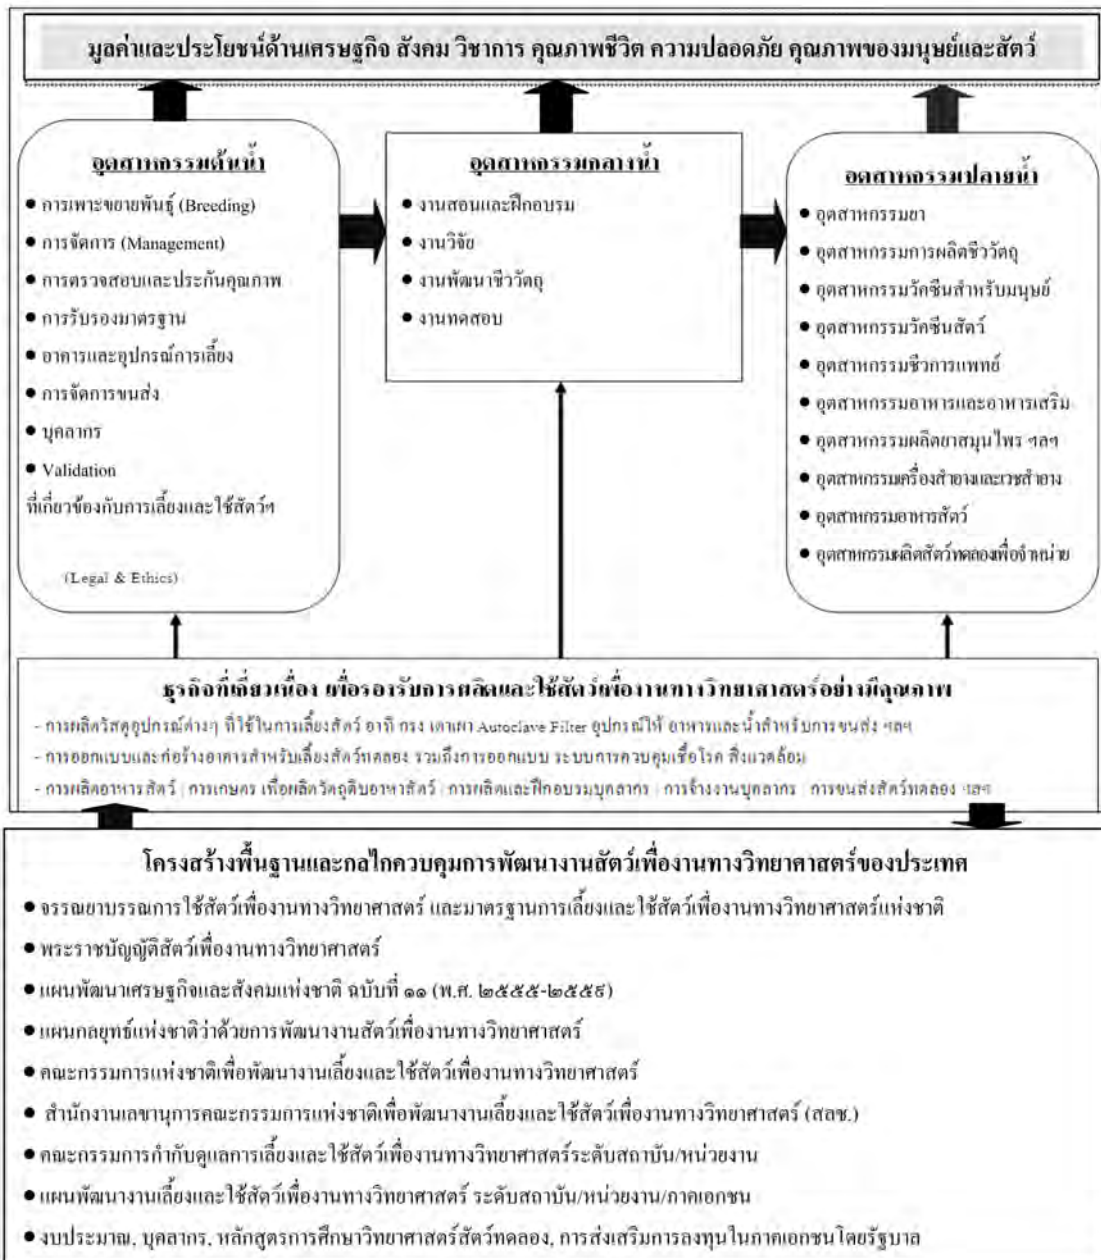 มูลค่าและประโยชน์ด้านเศรษฐกิจ สังคม วิชาการ คุณภาพชีวิต ความปลอดภัย คุณภาพของมนุษย์และสัตว์
อุตสาหกรรมต้นน้ำ
● การเพาะขยายพันธุ์ (Breeding)
● การจัดการ (Management)
● การตรวจสอบและประกันคุณภาพ
● การรับรองมาตรฐาน
● อาคารและอุปกรณ์การเลี้ยง
● การจัดการขนส่ง
● บุคลากร
● Validation
ที่เกี่ยวข้องกับการเลี้ยงและใช้สัตว์ฯ
(Legal & Ethics)
อุตสาหกรรมกลางน้ำ
● งานสอนและฝึกอบรม
● งานวิจัย
● งานพัฒนาชีววัตถุ
● งานทดสอบ
อุตสาหกรรมปลายน้ำ
● อุตสาหกรรมยา
● อุตสาหกรรมการผลิตชีววัตถุ
● อุตสาหกรรมวัคซีนสำหรับมนุษย์
● อุตสาหกรรมวัคซีนสัตว์
● อุตสาหกรรมชีวการแพทย์
● อุตสาหกรรมอาหารและอาหารเสริม
● อุตสาหกรรมผลิตยาสมุนไพร ฯลฯ
● อุตสาหกรรมเครื่องสำอางและเวชสำอาง
● อุตสาหกรรมอาหารสัตว์
● อุตสาหกรรมผลิตสัตว์ทดลองเพื่อจำหน่าย
ธุรกิจที่เกี่ยวเนื่อง เพื่อรองรับการผลิตและใช้สัตว์เพื่องานทางวิทยาศาสตร์อย่างมีคุณภาพ
- การผลิตวัสดุอุปกรณ์ต่างๆ ที่ใช้ในการเลี้ยงสัตว์ อาทิ กรง เตาเผา Autoclave Filter อุปกรณ์ให้ อาหารและน้ำสำหรับการขนส่ง ฯลฯ
- การออกแบบและก่อร้างอาคารสำหรับเลี้ยงสัตว์ทดลอง รวมถึงการออกแบบ ระบบการควบคุมเชื้อโรค สิ่งแวดล้อม
- การผลิตอาหารสัตว์ | การเกษตร เพื่อผลิตวัตถุดิบอาหาสัตว์ | การผลิตและฝึกอบรมบุคลากร | การจ้างงานบุคลากร | การขนส่งสัตว์ทดลอง ฯลฯ
โครงสร้างพื้นฐานและกลไกควบคุมการพัฒนางานสัตว์เพื่องานทางวิทยาศาสตร์ของประเทศ
● จรรณยาบรรณการใช้สัตว์เพื่องานทางวิทยาศาสตร์ และมาตรฐานการเลี้ยงและใช้สัตว์เพื่องานทางวิทยาศาสตร์แห่งชาติ
● พระราชบัญญัติสัตว์เพื่องานทางวิทยาศาสตร์
● แผนพัฒนาเศรษฐกิจและสังคมแห่งชาติ ฉบับที่ ๑๑ (พ.ศ. ๒๕๕๕-๒๕๕๙)
● แผนกลยุทธ์แห่งชาติว่าด้วยการพัฒนางานสัตว์เพื่องานทางวิทยาศาสตร์
● คณะกรรมการแห่งชาติเพื่อพัฒนางานเลี้ยงและใช้สัตว์เพื่องานทางวิทยาศาสตร์
● สำนักงานเลขานุการคณะกรรมการแห่งชาติเพื่อพัฒนางานเลี้ยงและใช้สัตว์เพื่องานทางวิทยาศาสตร์ (สลช.)
● คณะกรรมการกำกับดูแลการเลี้ยงและใช้สัตว์เพื่องานทางวิทยาศาสตร์ระดับสถาบัน/หน่วยงาน
● แผนพัฒนางานเลี้ยงและใช้สัตว์เพื่องานทางวิทยาศาสตร์ ระดับสถาบัน/หน่วยงาน/ภาคเอกชน
● งบประมาณ, บุคลากร, หลักสูตรการศึกษาวิทยาศาสตร์สัตว์ทดลอง, การส่งเสริมการลงทุนในภาคเอกชนโดยรัฐบาล